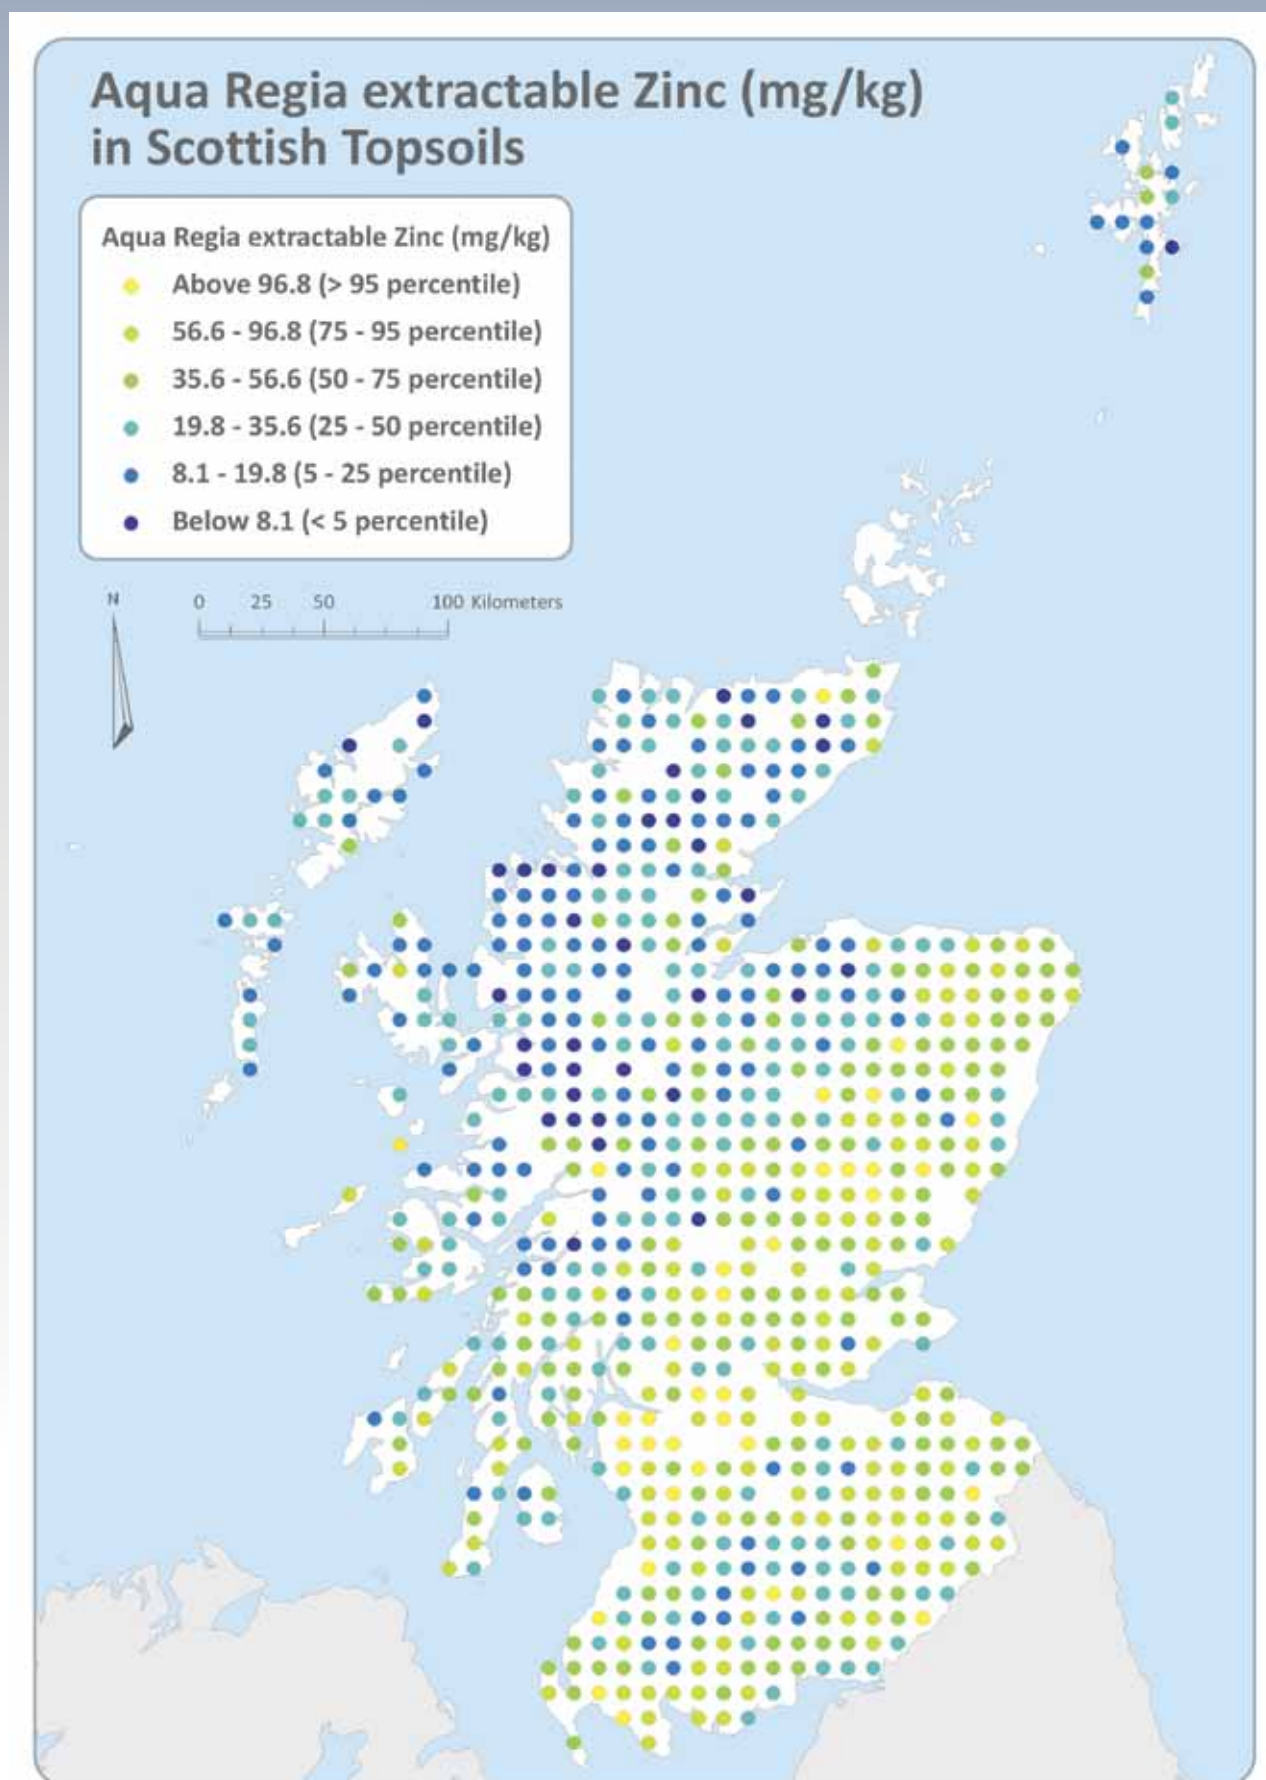 Aqua Regia extractable Zinc (mg/kg)
in Scottish Topsoils
Aqua Regia extractable Zinc (mg/kg)
Above 96.8 (> 95 percentile)
56.6 - 96.8 (75 - 95 percentile)
35.6 - 56.6 (50 - 75 percentile)
19.8 - 35.6 (25 - 50 percentile)
8.1 - 19.8 (5 - 25 percentile)
Below 8.1 (< 5 percentile)
N
0 25 50 100 Kilometers